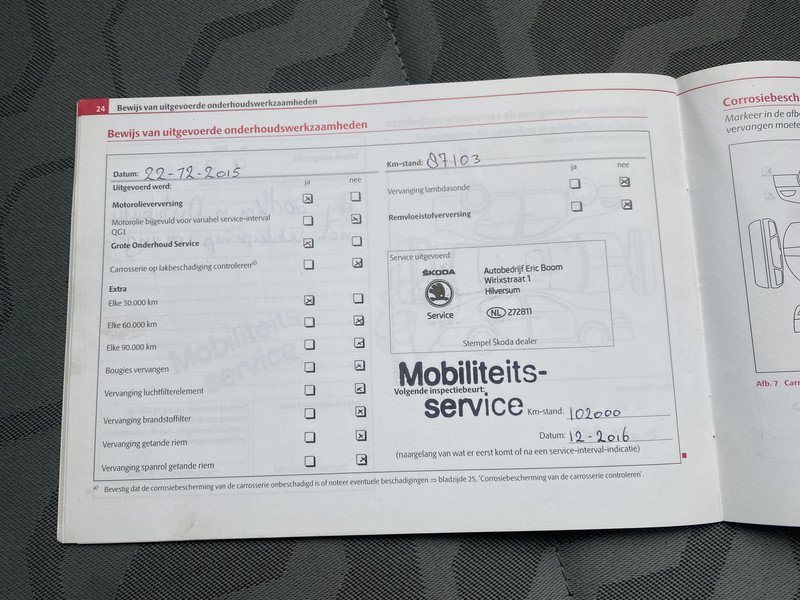 24 Bewijs van uitgevoerde onderhoudswerkzaamheden
Bewijs van uitgevoerde onderhoudswerkzaamheden
Datum: 22-12-2015
Uitgevoerd werd:
ja nee
Motorolieverversing
Motorolie bijgevuld voor variabel service-interval
QG1
Grote Onderhoud Service
Carrosserie op lakbeschadiging controleren a)
Extra
Elke 30.000 km
Elke 60.000 km
Elke 90.000 km
Bougies vervangen
Vervanging luchtfilterelement
Vervanging brandstoffilter
Vervanging getande riem
Vervanging spanrol getande riem
Km-stand: 87103
ja nee
Vervanging lambdasonde
Remvloeistofverversing
Service uitgevoerd:
ŠKODA
Service
Autobedrijf Eric Boom
Wirixstraat 1
Hilversum
NL 272811
Stempel Škoda dealer
Mobiliteits-
Volgende inspectiebeurt:
service
Km-stand: 102000
Datum: 12-2016
(naargelang van wat er eerst komt of na een service-interval-indicatie)
a) Bevestig dat de corrosiebescherming van de carrosserie onbeschadigd is of noteer eventuele beschadigingen ⇒ bladzijde 25, 'Corrosiebescherming van de carrosserie controleren'.
Corrosiebesch
Markeer in de afb
vervangen moete
Afb. 7 Carr